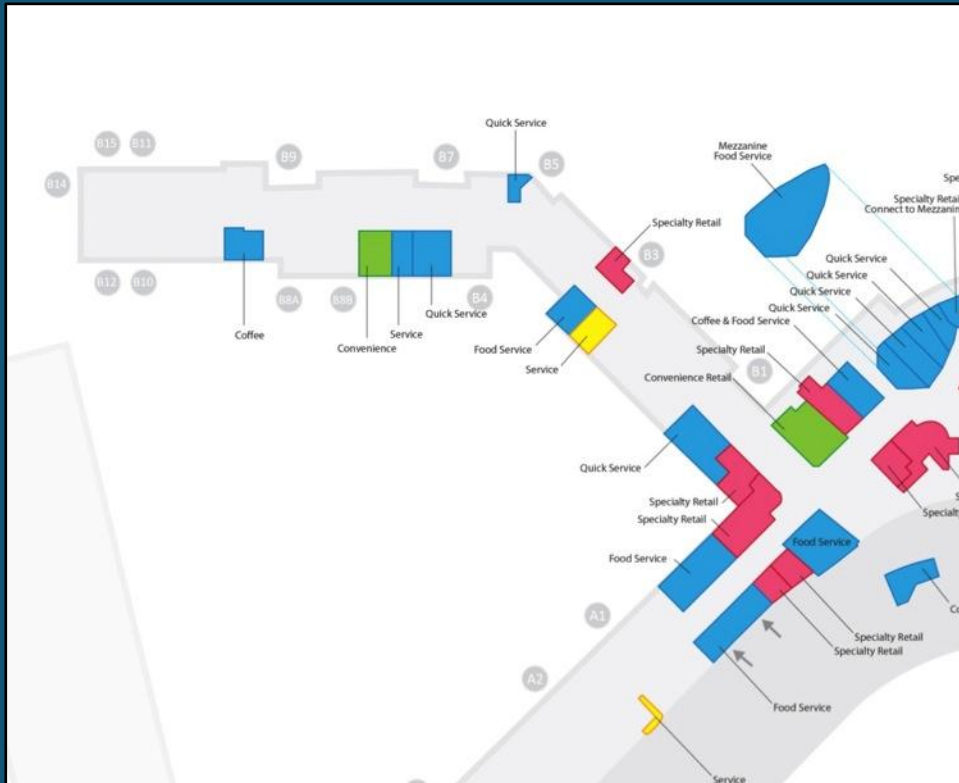 Quick Service
B15
B11
B9
B7
B5
B14
Mezzanine
Food Service
Specialty Retail
Connect to Mezzanin
Specialty Retail
B3
B12
B10
B8A
B8B
B4
Quick Service
Quick Service
Quick Service
Quick Service
Coffee & Food Service
Coffee
Convenience
Service
Quick Service
Food Service
Service
Specialty Retail
B1
Convenience Retail
Quick Service
Specialty Retail
Specialty Retail
Food Service
Food Service
A1
Specialty Retail
Specialty Retail
A2
Food Service
Service